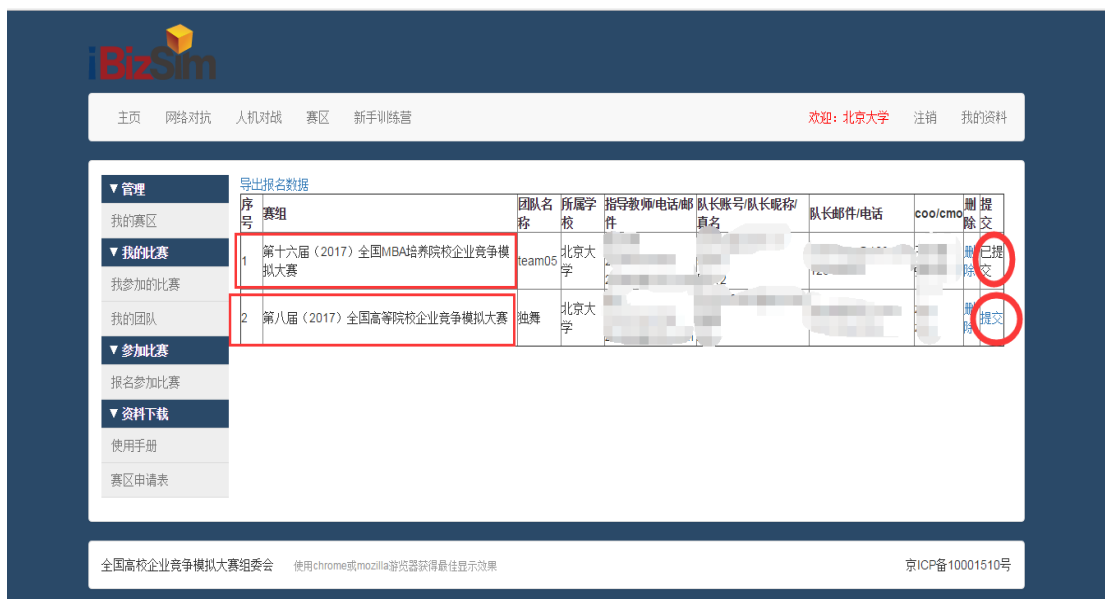 iBizSim
主页 网络对抗 人机对战 赛区 新手训练营 欢迎：北京大学 注销 我的资料
▼管理
我的赛区
▼我的比赛
我参加的比赛
我的团队
▼参加比赛
报名参加比赛
▼资料下载
使用手册
赛区申请表
导出报名数据
序号 赛组 团队名称 所属学校 指导教师/电话/邮件 队长账号/队长昵称/真名 队长邮件/电话 coo/cmo 删除 提交
1 第十六届（2017）全国MBA培养院校企业竞争模拟大赛 team05 北京大学 删除 已提交
2 第八届（2017）全国高等院校企业竞争模拟大赛 独舞 北京大学 删除 提交
全国高校企业竞争模拟大赛组委会 使用chrome或mozilla游览器获得最佳显示效果 京ICP备10001510号